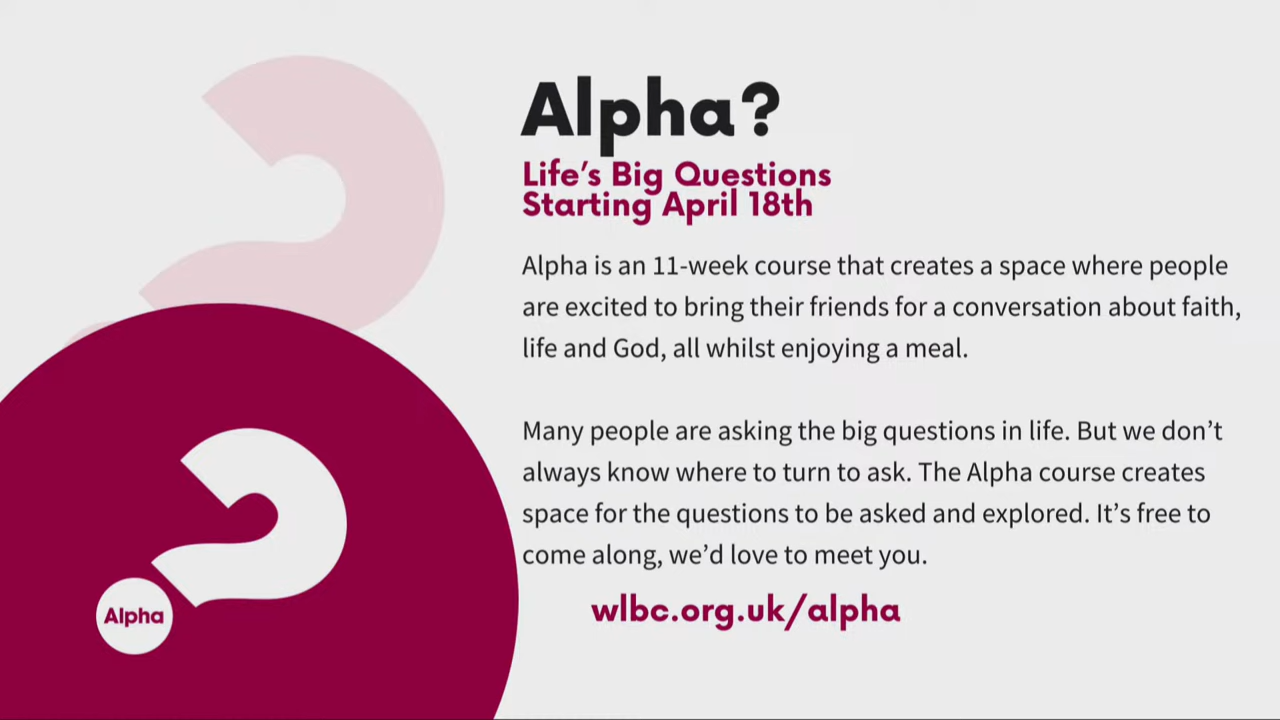 Alpha?
Life's Big Questions
Starting April 18th
Alpha is an 11-week course that creates a space where people
are excited to bring their friends for a conversation about faith,
life and God, all whilst enjoying a meal.
Many people are asking the big questions in life. But we don't
always know where to turn to ask. The Alpha course creates
space for the questions to be asked and explored. It's free to
come along, we'd love to meet you.
wlbc.org.uk/alpha
Alpha